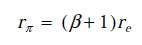 r_π = (β+1)r_e